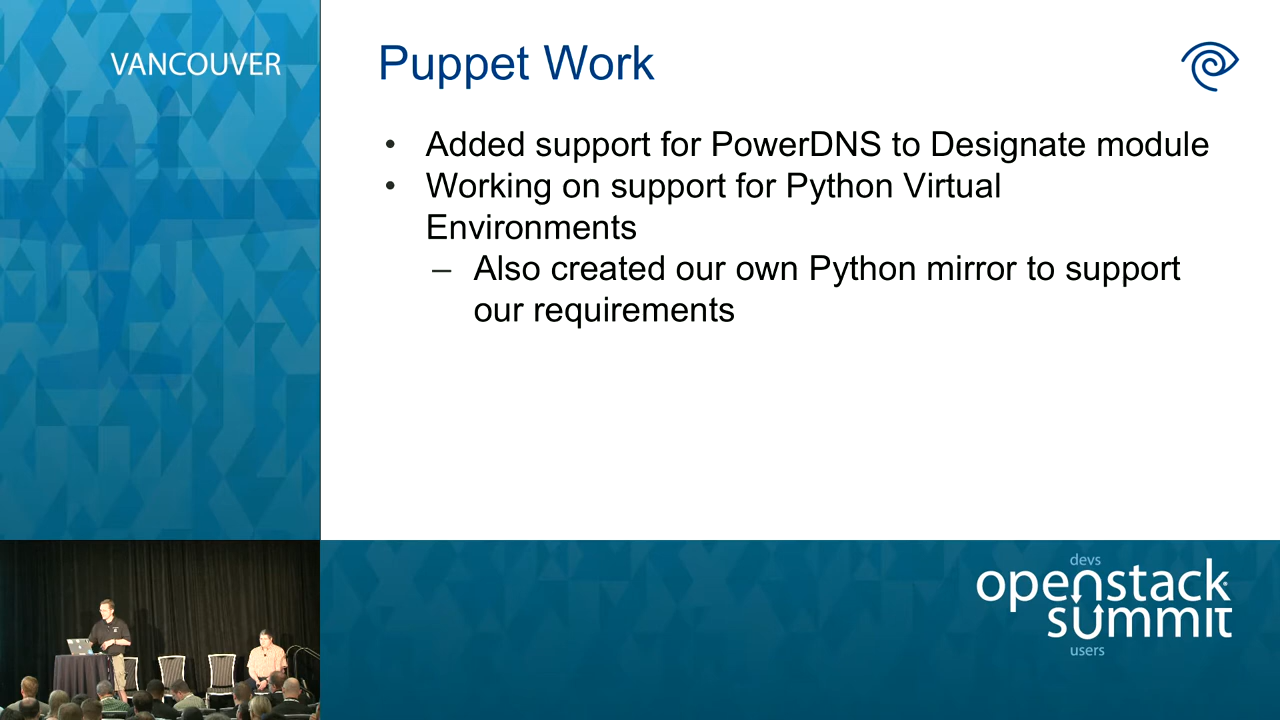 VANCOUVER
Puppet Work
• Added support for PowerDNS to Designate module
• Working on support for Python Virtual
Environments
– Also created our own Python mirror to support
our requirements
devs
openstack
summit
users